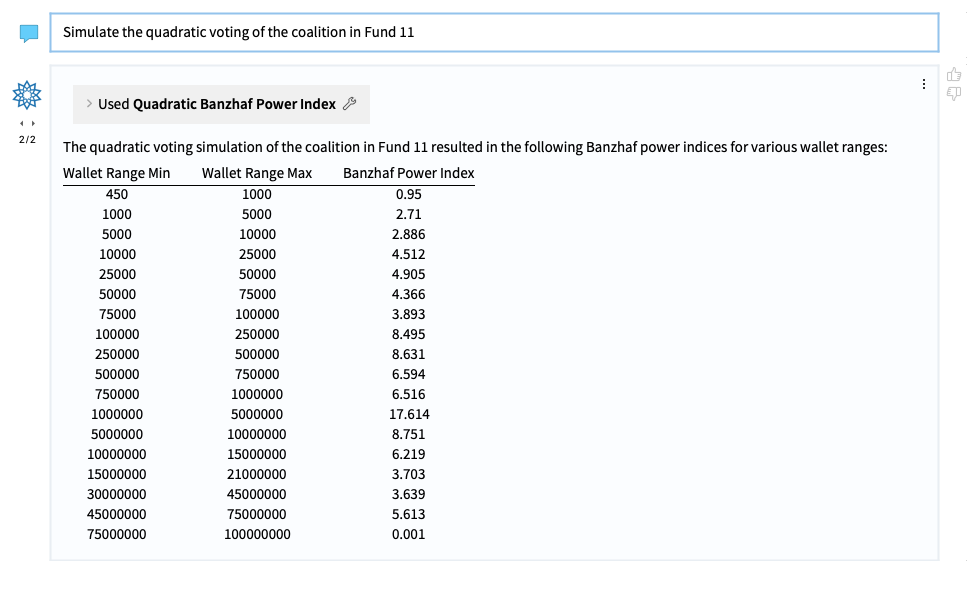 Simulate the quadratic voting of the coalition in Fund 11
> Used Quadratic Banzhaf Power Index
2/2
The quadratic voting simulation of the coalition in Fund 11 resulted in the following Banzhaf power indices for various wallet ranges:
Wallet Range Min Wallet Range Max Banzhaf Power Index
450 1000 0.95
1000 5000 2.71
5000 10000 2.886
10000 25000 4.512
25000 50000 4.905
50000 75000 4.366
75000 100000 3.893
100000 250000 8.495
250000 500000 8.631
500000 750000 6.594
750000 1000000 6.516
1000000 5000000 17.614
5000000 10000000 8.751
10000000 15000000 6.219
15000000 21000000 3.703
30000000 45000000 3.639
45000000 75000000 5.613
75000000 100000000 0.001